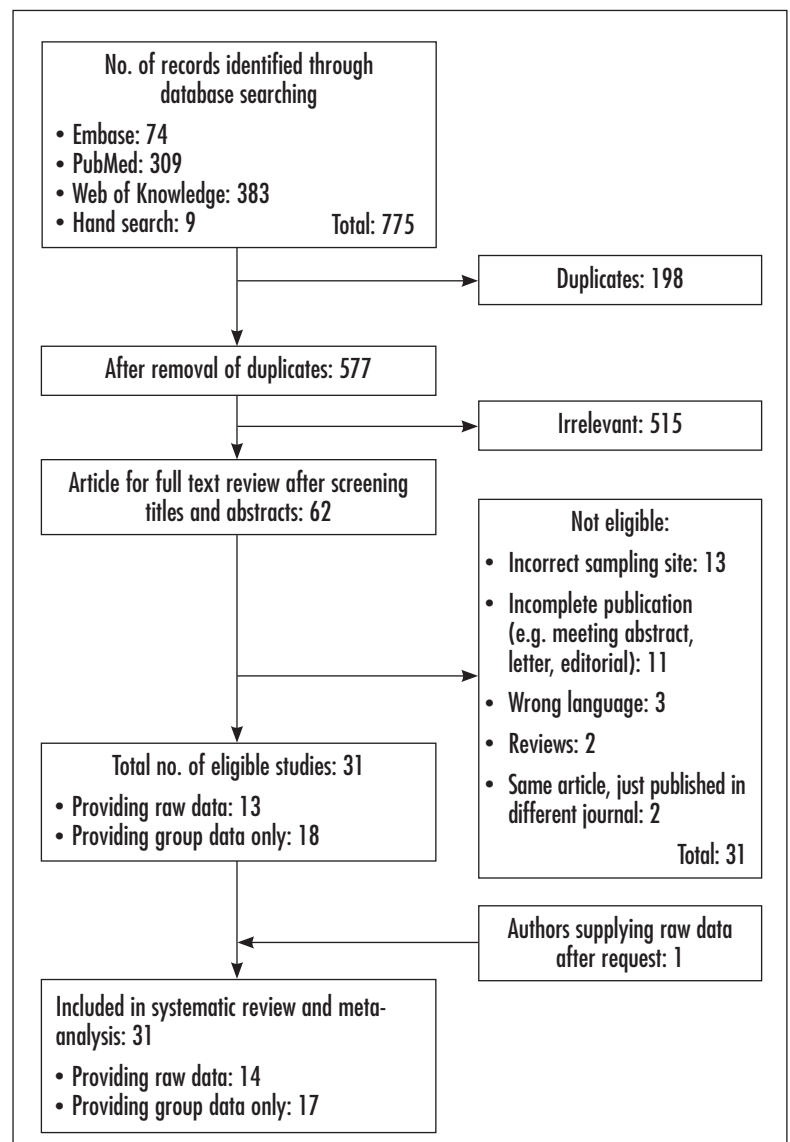 No. of records identified through
database searching
• Embase: 74
• PubMed: 309
• Web of Knowledge: 383
• Hand search: 9 Total: 775
Duplicates: 198
After removal of duplicates: 577
Irrelevant: 515
Article for full text review after screening
titles and abstracts: 62
Not eligible:
• Incorrect sampling site: 13
• Incomplete publication
(e.g. meeting abstract,
letter, editorial): 11
• Wrong language: 3
• Reviews: 2
• Same article, just published in
different journal: 2
Total: 31
Total no. of eligible studies: 31
• Providing raw data: 13
• Providing group data only: 18
Authors supplying raw data
after request: 1
Included in systematic review and meta-
analysis: 31
• Providing raw data: 14
• Providing group data only: 17